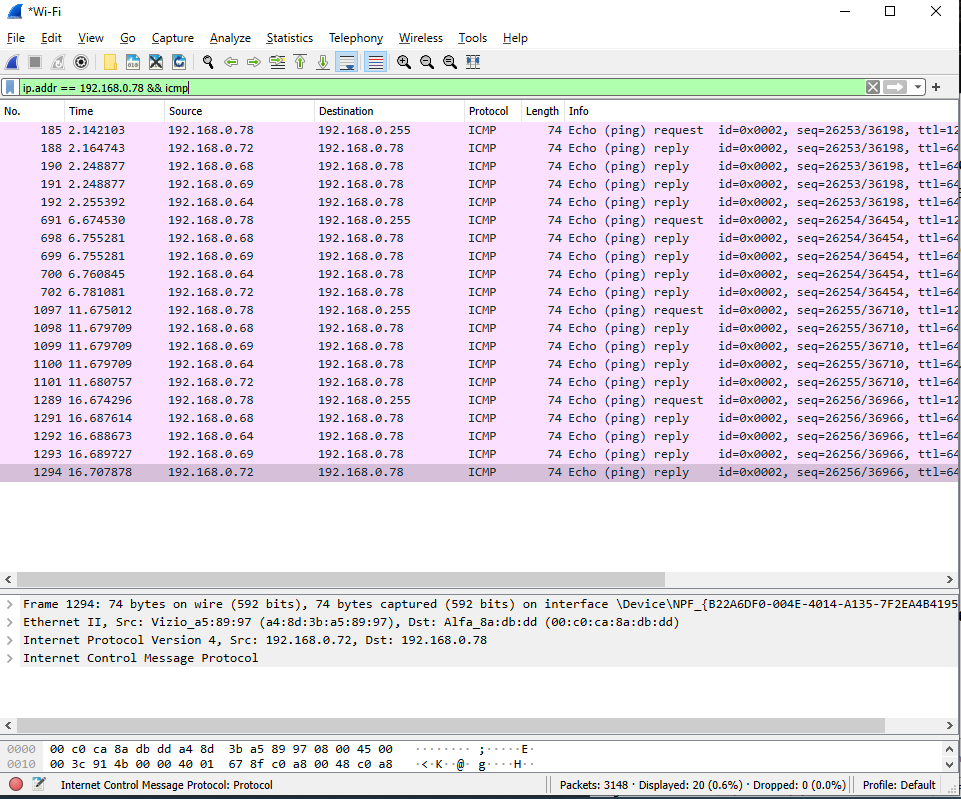 *Wi-Fi
File Edit View Go Capture Analyze Statistics Telephony Wireless Tools Help
ip.addr == 192.168.0.78 && icmp
No. Time Source Destination Protocol Length Info
185 2.142103 192.168.0.78 192.168.0.255 ICMP 74 Echo (ping) request id=0x0002, seq=26253/36198, ttl=12
188 2.164743 192.168.0.72 192.168.0.78 ICMP 74 Echo (ping) reply id=0x0002, seq=26253/36198, ttl=64
190 2.248877 192.168.0.68 192.168.0.78 ICMP 74 Echo (ping) reply id=0x0002, seq=26253/36198, ttl=64
191 2.248877 192.168.0.69 192.168.0.78 ICMP 74 Echo (ping) reply id=0x0002, seq=26253/36198, ttl=64
192 2.255392 192.168.0.64 192.168.0.78 ICMP 74 Echo (ping) reply id=0x0002, seq=26253/36198, ttl=64
691 6.674530 192.168.0.78 192.168.0.255 ICMP 74 Echo (ping) request id=0x0002, seq=26254/36454, ttl=12
698 6.755281 192.168.0.68 192.168.0.78 ICMP 74 Echo (ping) reply id=0x0002, seq=26254/36454, ttl=64
699 6.755281 192.168.0.69 192.168.0.78 ICMP 74 Echo (ping) reply id=0x0002, seq=26254/36454, ttl=64
700 6.760845 192.168.0.64 192.168.0.78 ICMP 74 Echo (ping) reply id=0x0002, seq=26254/36454, ttl=64
702 6.781081 192.168.0.72 192.168.0.78 ICMP 74 Echo (ping) reply id=0x0002, seq=26254/36454, ttl=64
1097 11.675012 192.168.0.78 192.168.0.255 ICMP 74 Echo (ping) request id=0x0002, seq=26255/36710, ttl=12
1098 11.679709 192.168.0.68 192.168.0.78 ICMP 74 Echo (ping) reply id=0x0002, seq=26255/36710, ttl=64
1099 11.679709 192.168.0.69 192.168.0.78 ICMP 74 Echo (ping) reply id=0x0002, seq=26255/36710, ttl=64
1100 11.679709 192.168.0.64 192.168.0.78 ICMP 74 Echo (ping) reply id=0x0002, seq=26255/36710, ttl=64
1101 11.680757 192.168.0.72 192.168.0.78 ICMP 74 Echo (ping) reply id=0x0002, seq=26255/36710, ttl=64
1289 16.674296 192.168.0.78 192.168.0.255 ICMP 74 Echo (ping) request id=0x0002, seq=26256/36966, ttl=12
1291 16.687614 192.168.0.68 192.168.0.78 ICMP 74 Echo (ping) reply id=0x0002, seq=26256/36966, ttl=64
1292 16.688673 192.168.0.64 192.168.0.78 ICMP 74 Echo (ping) reply id=0x0002, seq=26256/36966, ttl=64
1293 16.689727 192.168.0.69 192.168.0.78 ICMP 74 Echo (ping) reply id=0x0002, seq=26256/36966, ttl=64
1294 16.707878 192.168.0.72 192.168.0.78 ICMP 74 Echo (ping) reply id=0x0002, seq=26256/36966, ttl=64
Frame 1294: 74 bytes on wire (592 bits), 74 bytes captured (592 bits) on interface \Device\NPF_{B22A6DF0-004E-4014-A135-7F2EA4B4195
Ethernet II, Src: Vizio_a5:89:97 (a4:8d:3b:a5:89:97), Dst: Alfa_8a:db:dd (00:c0:ca:8a:db:dd)
Internet Protocol Version 4, Src: 192.168.0.72, Dst: 192.168.0.78
Internet Control Message Protocol
0000 00 c0 ca 8a db dd a4 8d 3b a5 89 97 08 00 45 00 ········ ;·····E·
0010 00 3c 91 4b 00 00 40 01 67 8f c0 a8 00 48 c0 a8 ·<·K··@· g····H··
Internet Control Message Protocol: Protocol Packets: 3148 · Displayed: 20 (0.6%) · Dropped: 0 (0.0%) Profile: Default